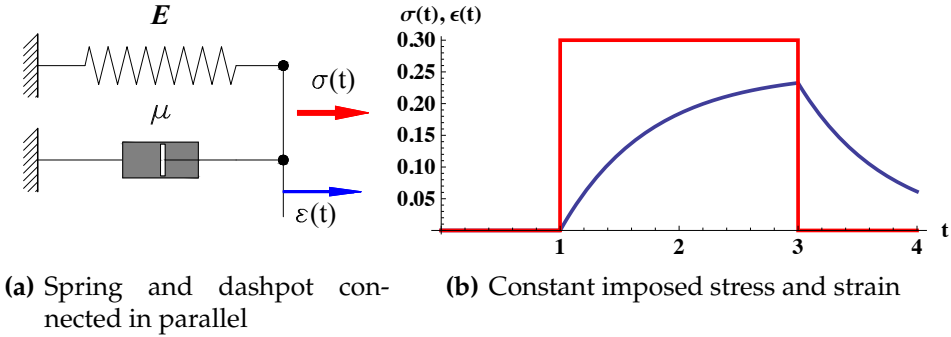 E
σ(t)
μ
ε(t)
σ(t), ϵ(t)
0.30
0.25
0.20
0.15
0.10
0.05
1 2 3 4 t
(a) Spring and dashpot con-
nected in parallel
(b) Constant imposed stress and strain